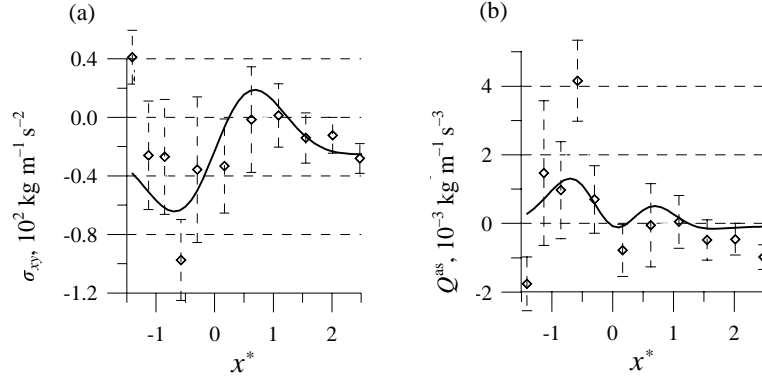 (a)
0.4
0.0
-0.4
-0.8
-1.2
σxy, 10² kg m⁻¹ s⁻²
-1 0 1 2
x*
(b)
4
2
0
-2
Qᵃˢ, 10⁻³ kg m⁻¹ s⁻³
-1 0 1 2
x*